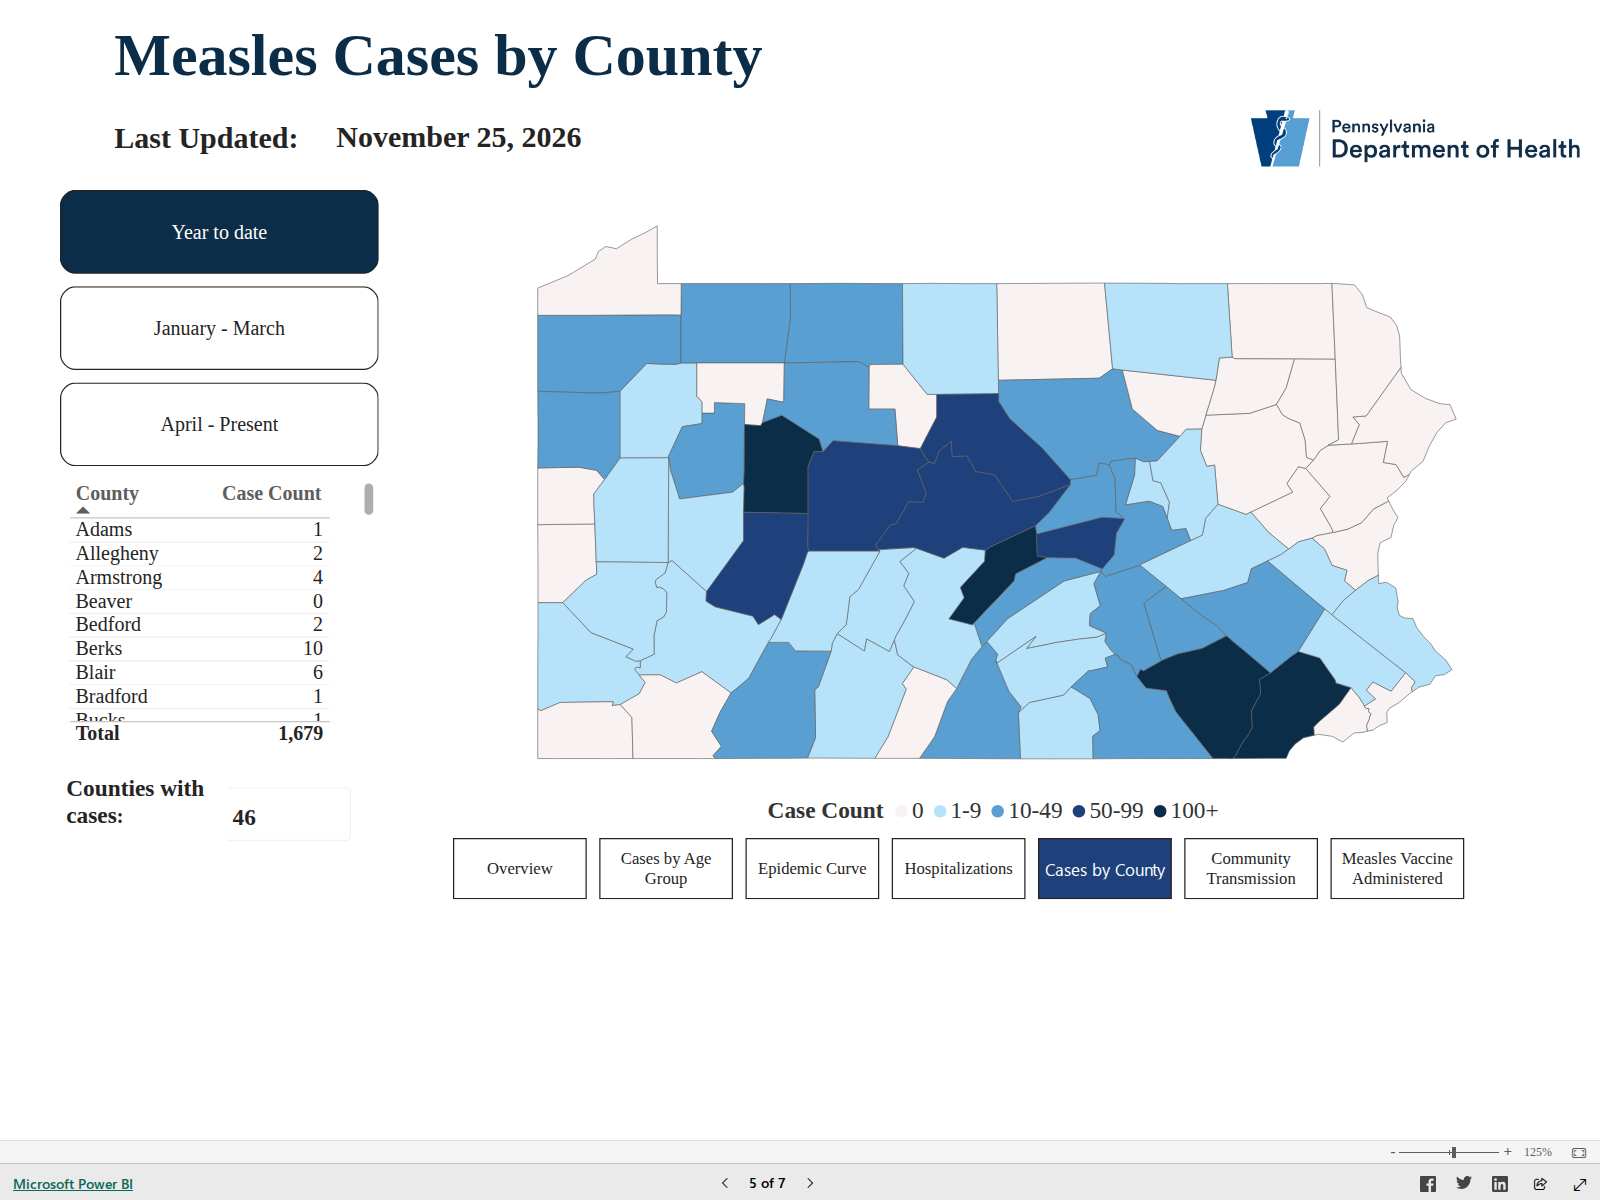 Measles Cases by County
Last Updated: November 25, 2026
Pennsylvania
Department of Health
Year to date
January - March
April - Present
County Case Count
Adams 1
Allegheny 2
Armstrong 4
Beaver 0
Bedford 2
Berks 10
Blair 6
Bradford 1
Bucks 1
Total 1,679
Counties with
cases:
46
Case Count 0 1-9 10-49 50-99 100+
Overview
Cases by Age
Group
Epidemic Curve
Hospitalizations
Cases by County
Community
Transmission
Measles Vaccine
Administered
- + 125%
Microsoft Power BI
5 of 7